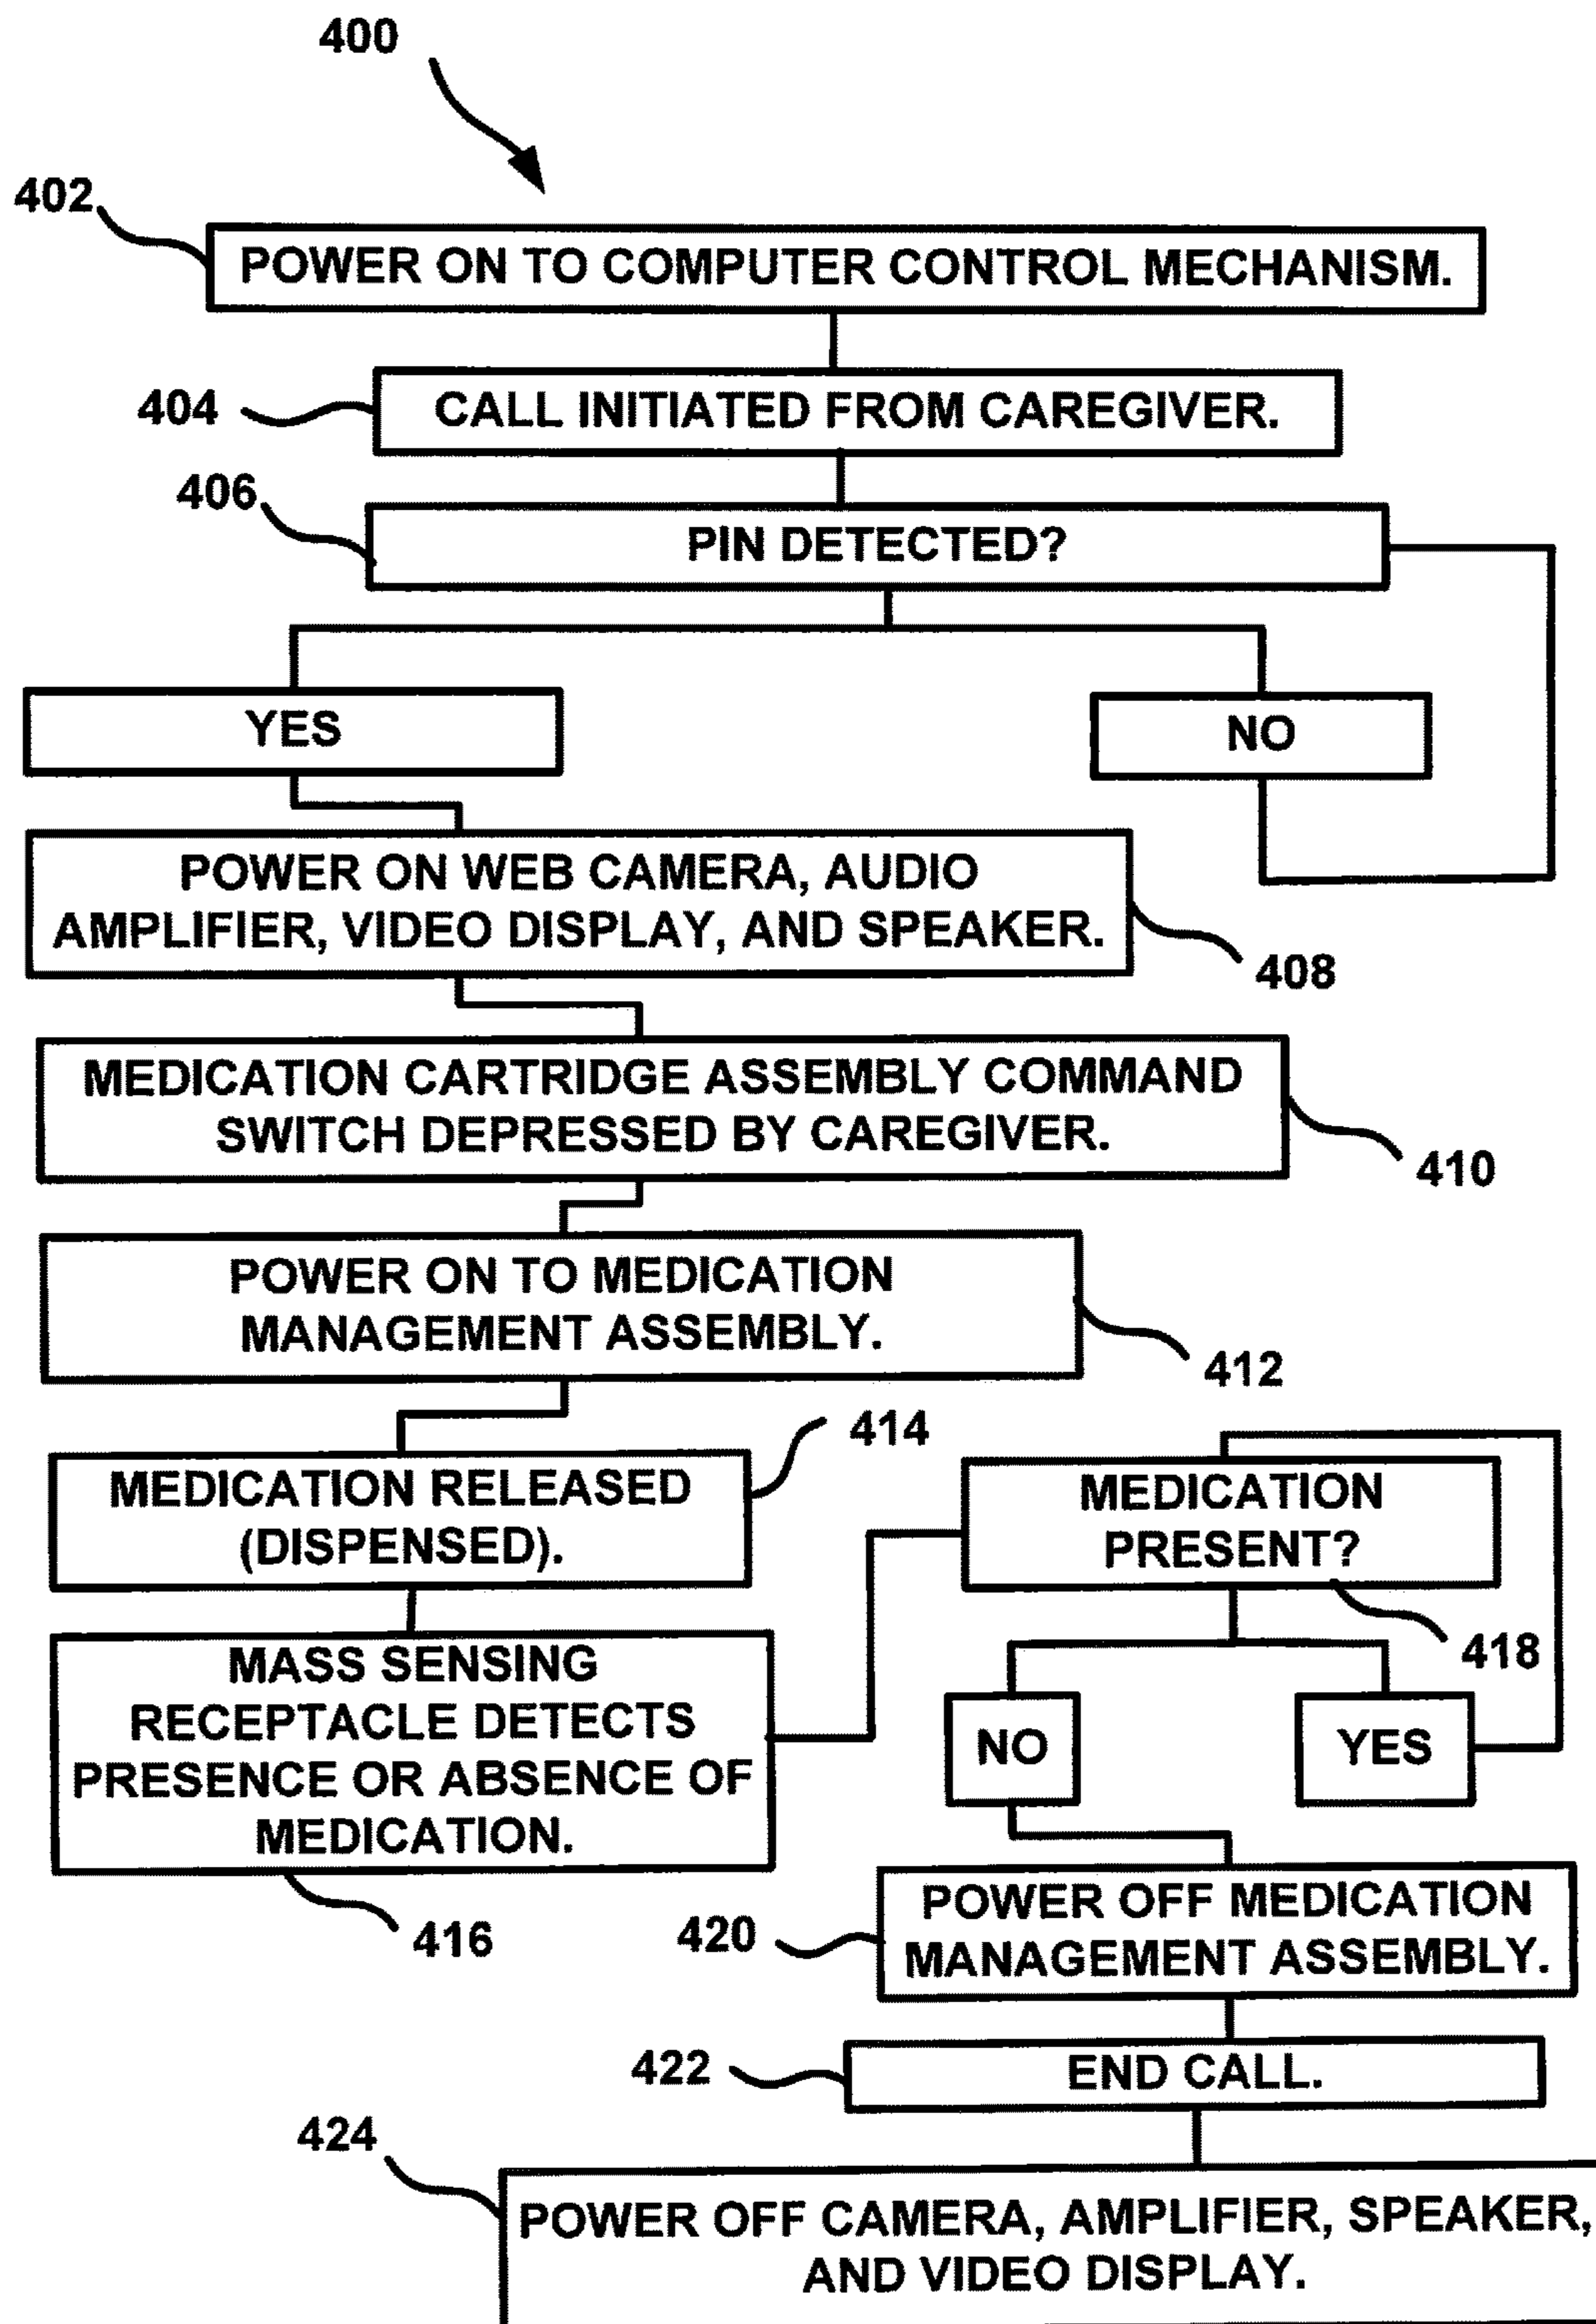 400
402
POWER ON TO COMPUTER CONTROL MECHANISM.
404
CALL INITIATED FROM CAREGIVER.
406
PIN DETECTED?
YES
NO
POWER ON WEB CAMERA, AUDIO
AMPLIFIER, VIDEO DISPLAY, AND SPEAKER.
408
MEDICATION CARTRIDGE ASSEMBLY COMMAND
SWITCH DEPRESSED BY CAREGIVER.
410
POWER ON TO MEDICATION
MANAGEMENT ASSEMBLY.
412
414
MEDICATION RELEASED
(DISPENSED).
MEDICATION
PRESENT?
418
MASS SENSING
RECEPTACLE DETECTS
PRESENCE OR ABSENCE OF
MEDICATION.
416
NO
YES
420
POWER OFF MEDICATION
MANAGEMENT ASSEMBLY.
422
END CALL.
424
POWER OFF CAMERA, AMPLIFIER, SPEAKER,
AND VIDEO DISPLAY.